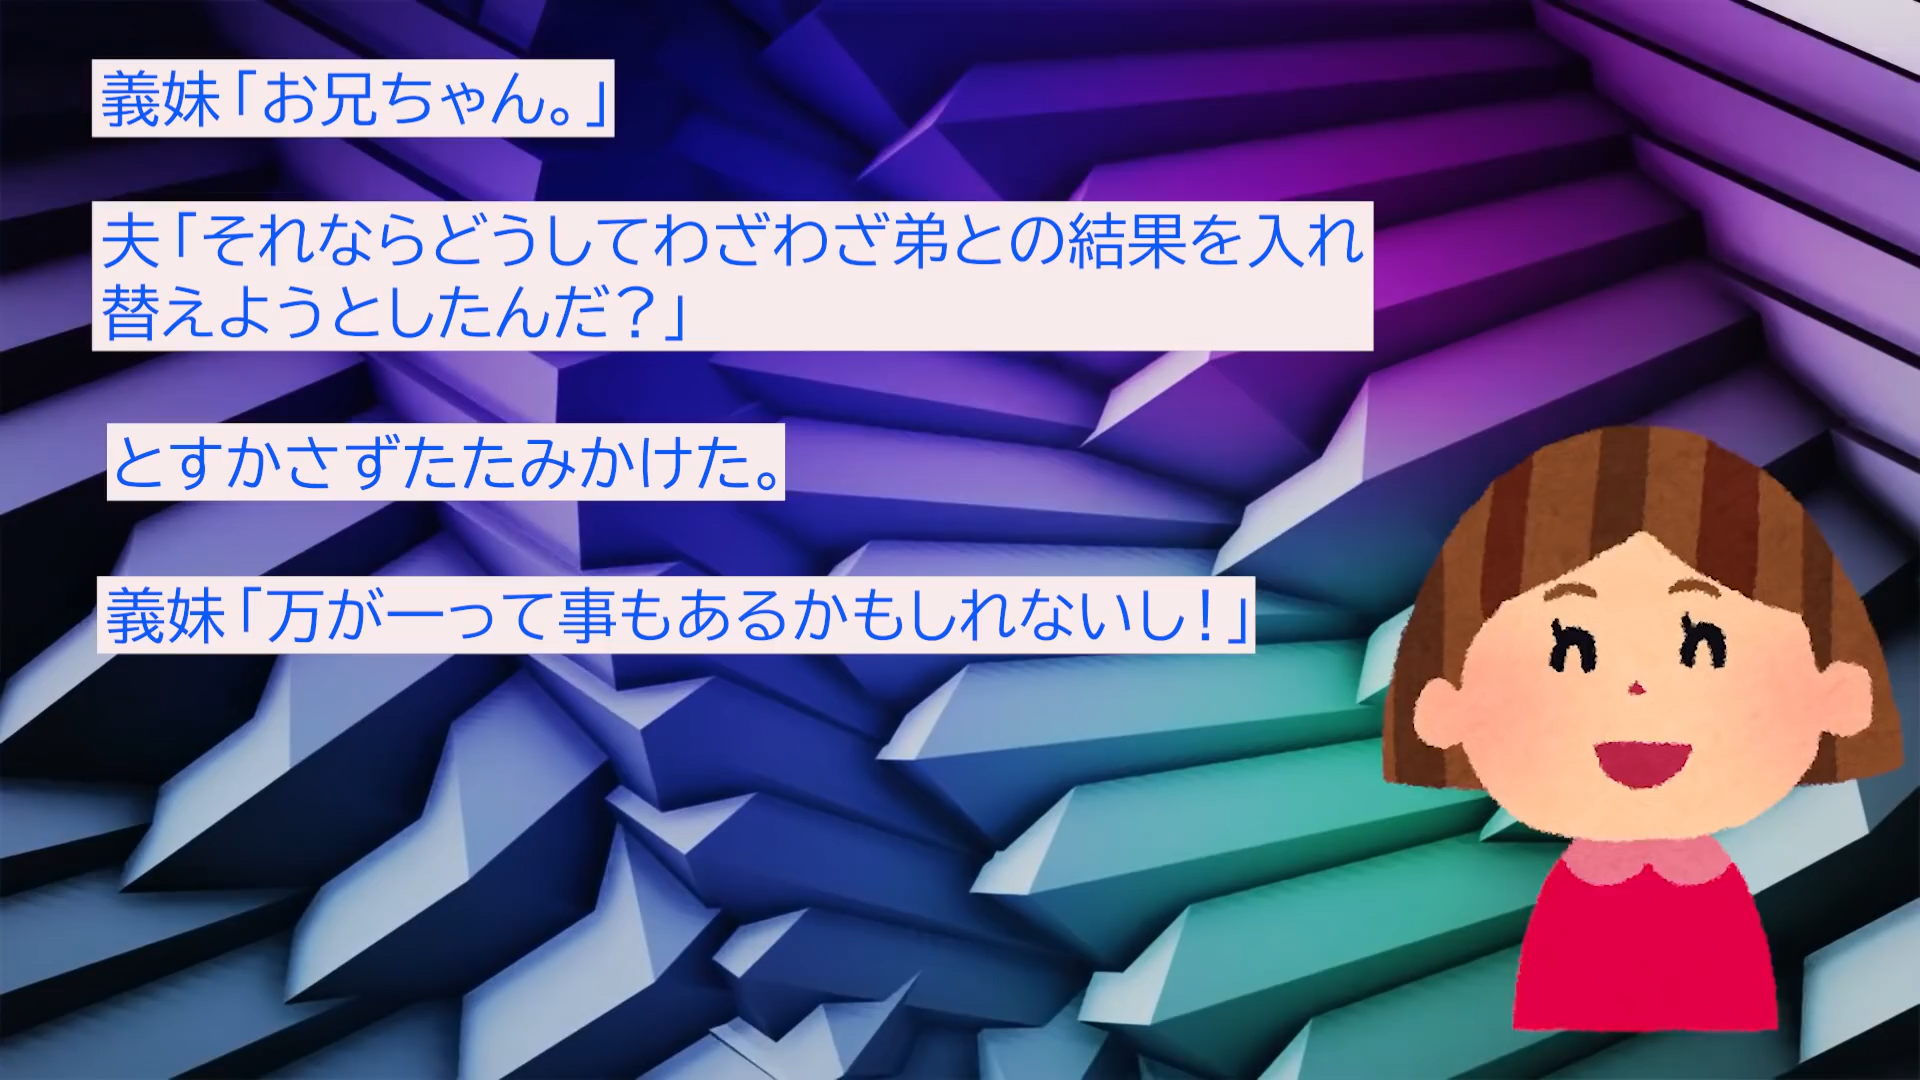 義妹「お兄ちゃん。」
夫「それならどうしてわざわざ弟との結果を入れ
替えようとしたんだ？」
とすかさずたたみかけた。
義妹「万が一って事もあるかもしれないし！」